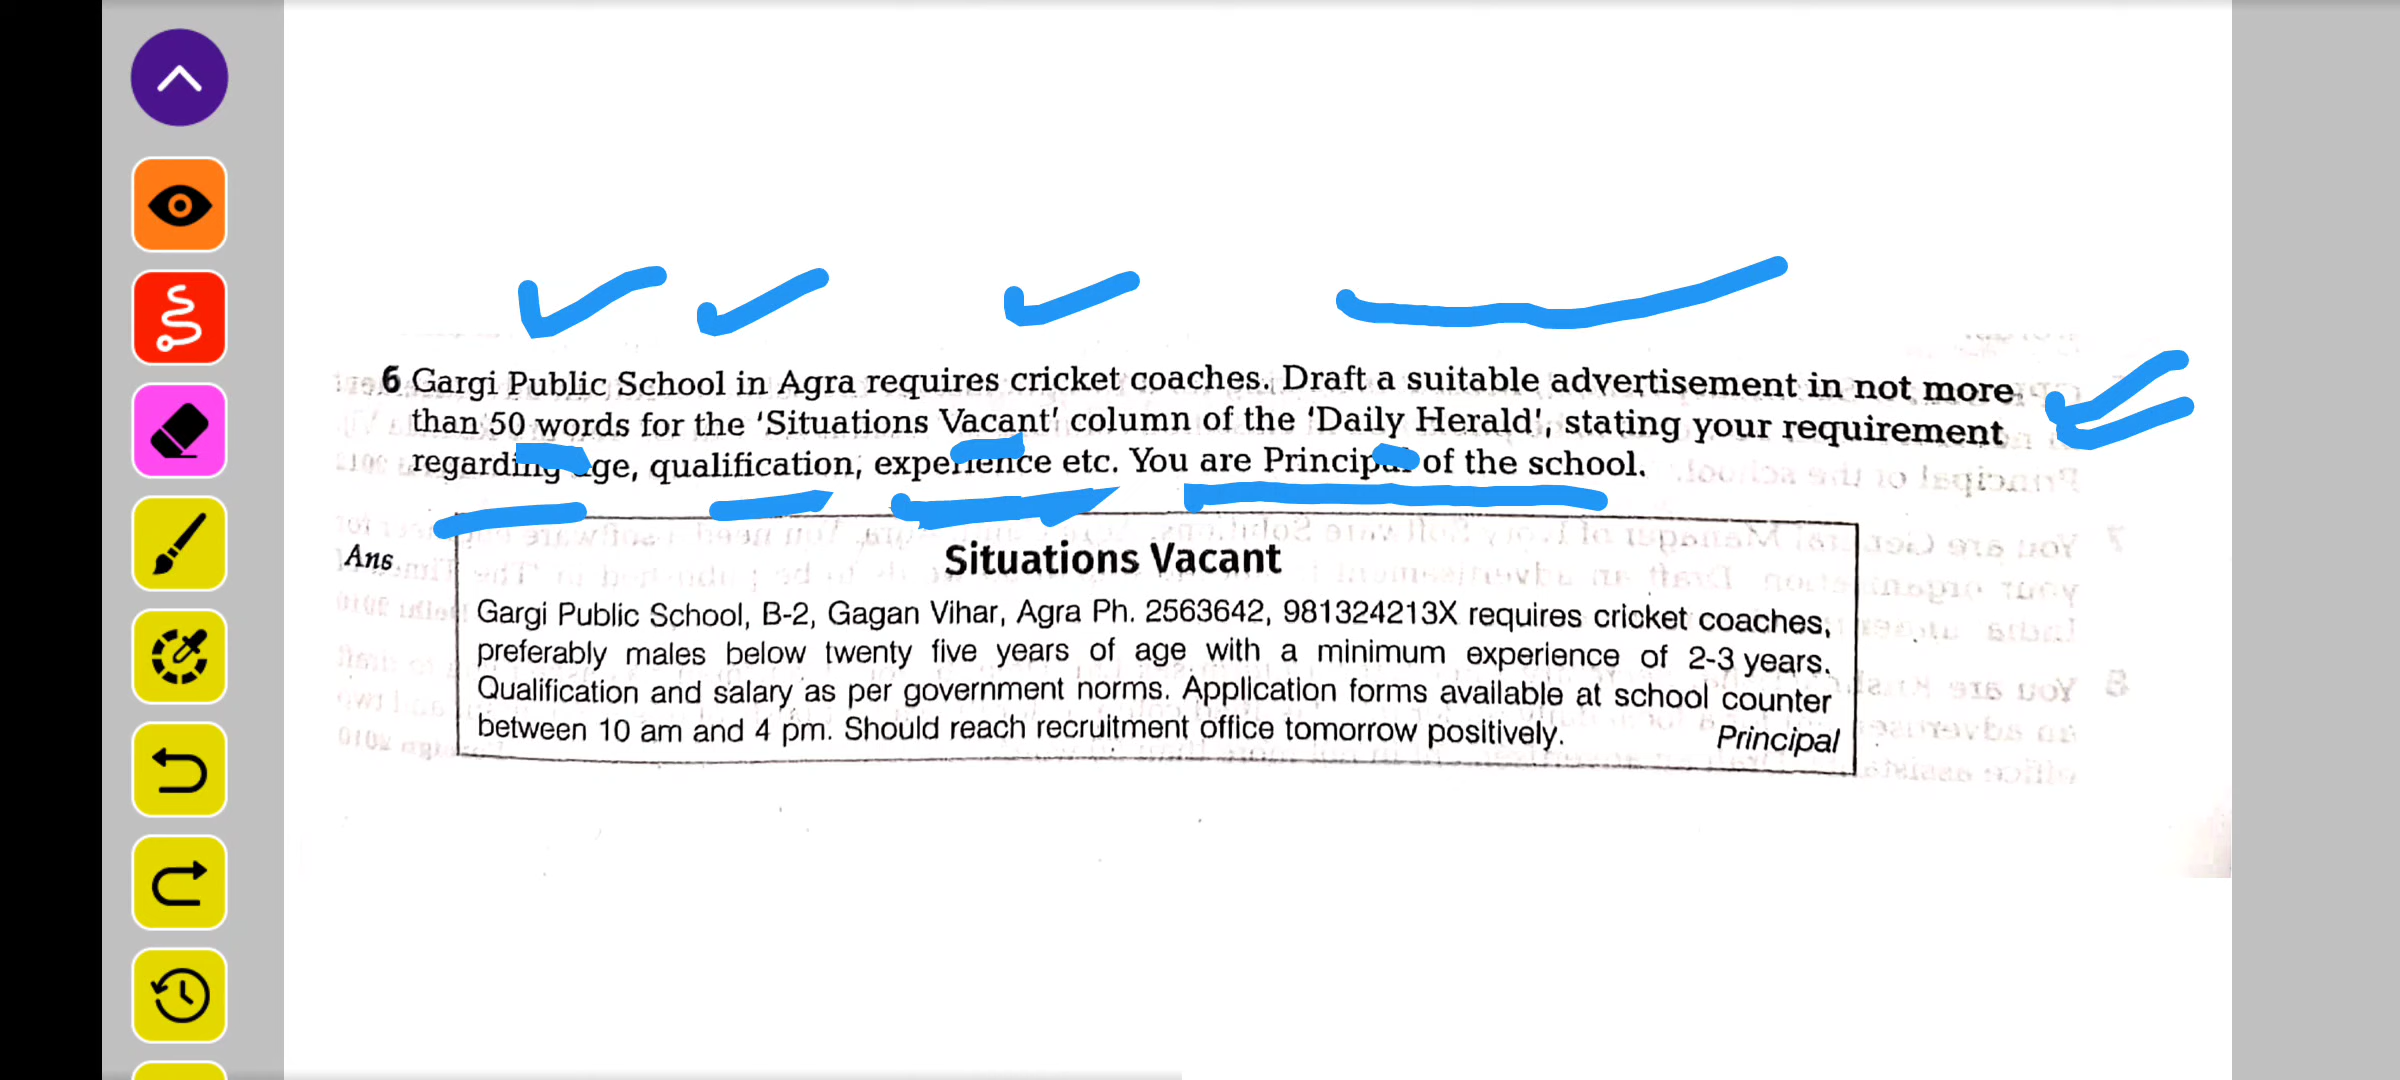 6 Gargi Public School in Agra requires cricket coaches. Draft a suitable advertisement in not more
than 50 words for the 'Situations Vacant' column of the 'Daily Herald', stating your requirement
regarding age, qualification, experience etc. You are Principal of the school.
Ans
Situations Vacant
Gargi Public School, B-2, Gagan Vihar, Agra Ph. 2563642, 981324213X requires cricket coaches,
preferably males below twenty five years of age with a minimum experience of 2-3 years.
Qualification and salary as per government norms. Application forms available at school counter
between 10 am and 4 pm. Should reach recruitment office tomorrow positively.
Principal